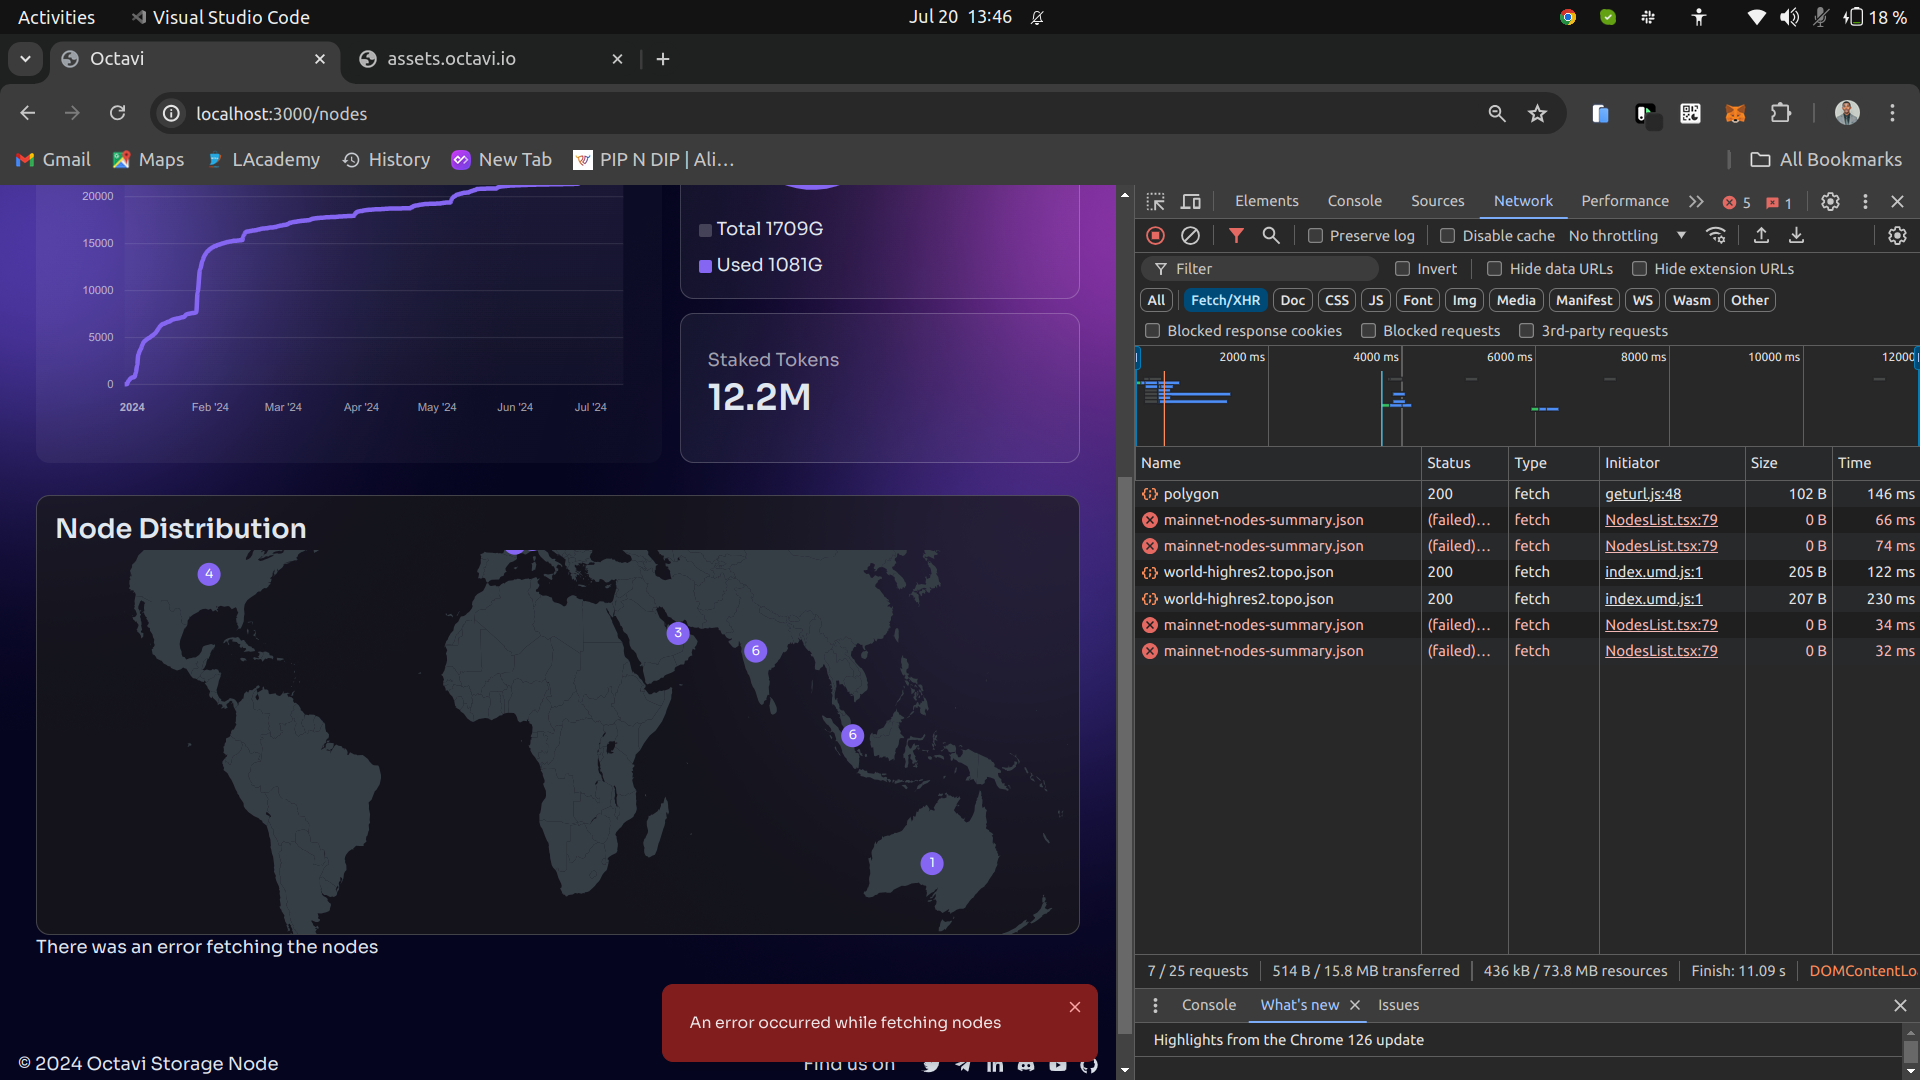 Activities Visual Studio Code Jul 20 13:46 18 %
Octavi assets.octavi.io
localhost:3000/nodes
Gmail Maps LAcademy History New Tab PIP N DIP | Ali… All Bookmarks
20000
15000
10000
5000
0
2024 Feb '24 Mar '24 Apr '24 May '24 Jun '24 Jul '24
Total 1709G
Used 1081G
Staked Tokens
12.2M
Node Distribution
4
3
6
6
1
There was an error fetching the nodes
An error occurred while fetching nodes
© 2024 Octavi Storage Node Find us on
Elements Console Sources Network Performance 5 1
Preserve log Disable cache No throttling
Filter Invert Hide data URLs Hide extension URLs
All Fetch/XHR Doc CSS JS Font Img Media Manifest WS Wasm Other
Blocked response cookies Blocked requests 3rd-party requests
2000 ms 4000 ms 6000 ms 8000 ms 10000 ms 12000
Name Status Type Initiator Size Time
polygon 200 fetch geturl.js:48 102 B 146 ms
mainnet-nodes-summary.json (failed)… fetch NodesList.tsx:79 0 B 66 ms
mainnet-nodes-summary.json (failed)… fetch NodesList.tsx:79 0 B 74 ms
world-highres2.topo.json 200 fetch index.umd.js:1 205 B 122 ms
world-highres2.topo.json 200 fetch index.umd.js:1 207 B 230 ms
mainnet-nodes-summary.json (failed)… fetch NodesList.tsx:79 0 B 34 ms
mainnet-nodes-summary.json (failed)… fetch NodesList.tsx:79 0 B 32 ms
7 / 25 requests 514 B / 15.8 MB transferred 436 kB / 73.8 MB resources Finish: 11.09 s DOMContentLo
Console What's new Issues
Highlights from the Chrome 126 update